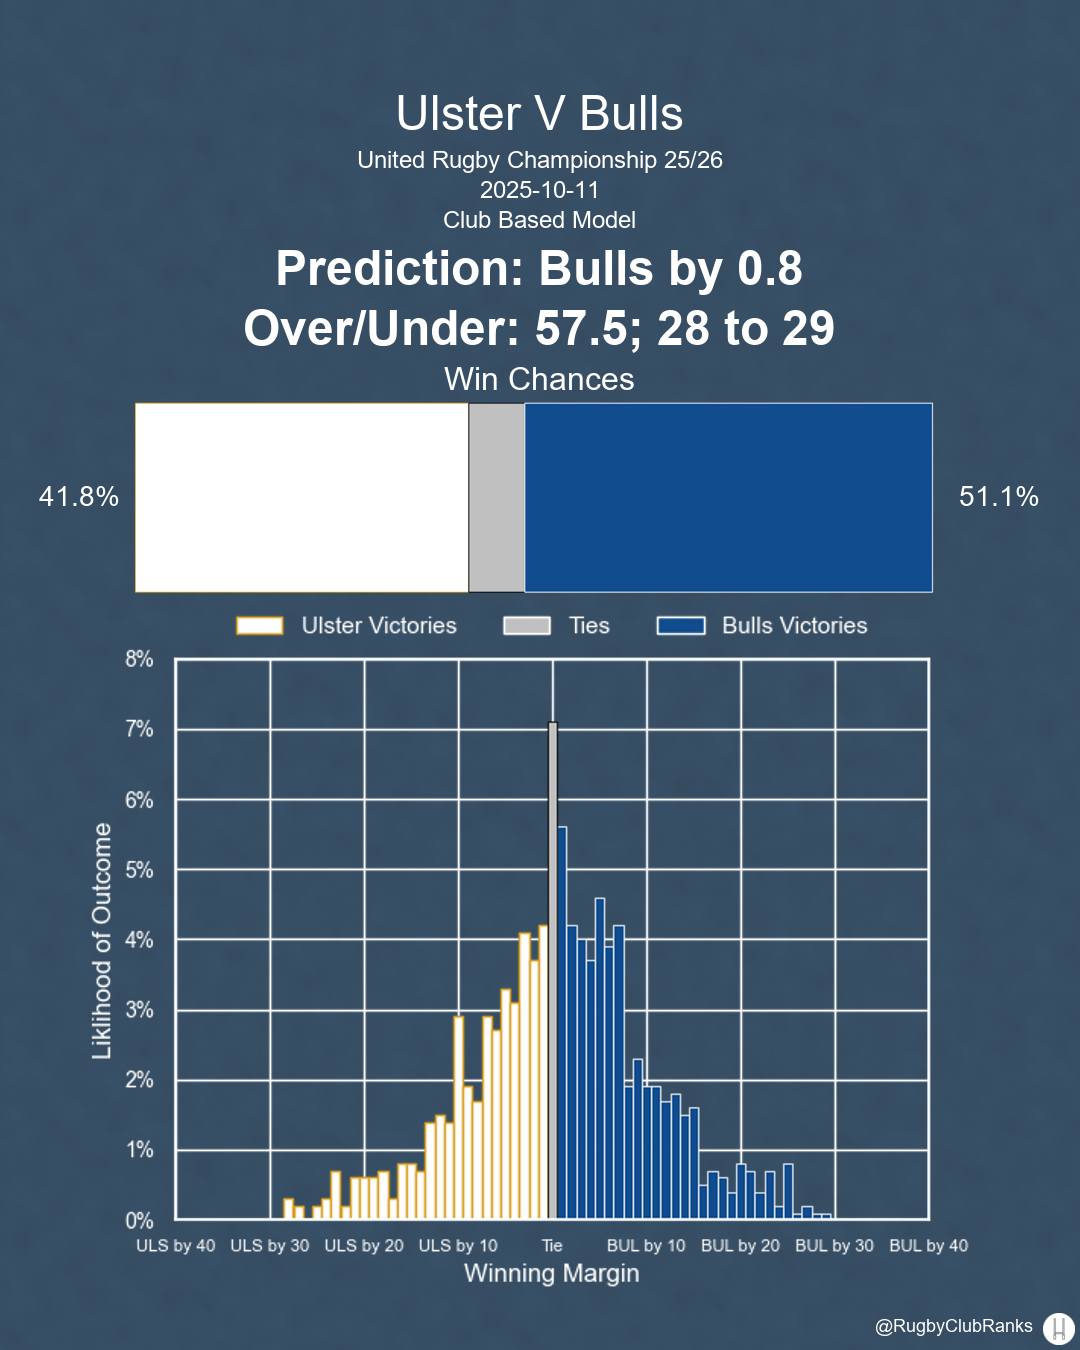 Ulster V Bulls
United Rugby Championship 25/26
2025-10-11
Club Based Model
Prediction: Bulls by 0.8
Over/Under: 57.5; 28 to 29
Win Chances
41.8%
51.1%
Ulster Victories
Ties
Bulls Victories
8%
7%
6%
5%
4%
3%
2%
1%
0%
Liklihood of Outcome
ULS by 40
ULS by 30
ULS by 20
ULS by 10
Tie
BUL by 10
BUL by 20
BUL by 30
BUL by 40
Winning Margin
@RugbyClubRanks